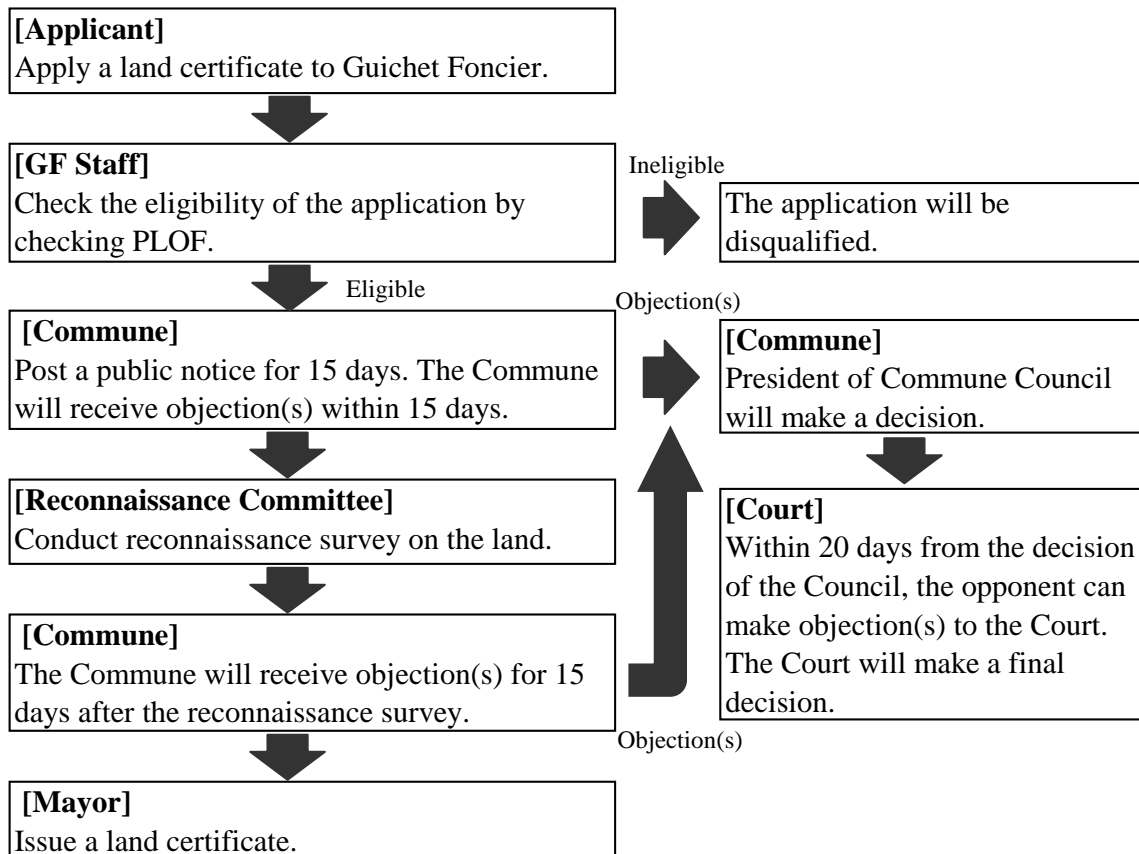 [Applicant]
Apply a land certificate to Guichet Foncier.
[GF Staff]
Check the eligibility of the application by
checking PLOF.
Ineligible
The application will be
disqualified.
Eligible
Objection(s)
[Commune]
Post a public notice for 15 days. The Commune
will receive objection(s) within 15 days.
[Commune]
President of Commune Council
will make a decision.
[Reconnaissance Committee]
Conduct reconnaissance survey on the land.
[Court]
Within 20 days from the decision
of the Council, the opponent can
make objection(s) to the Court.
The Court will make a final
decision.
[Commune]
The Commune will receive objection(s) for 15
days after the reconnaissance survey.
Objection(s)
[Mayor]
Issue a land certificate.